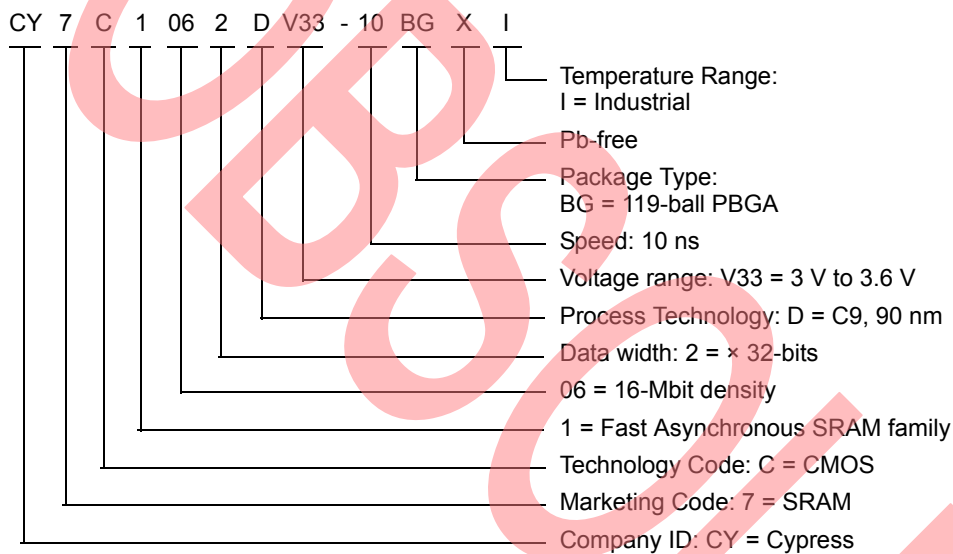 CY 7 C 1 06 2 D V33 - 10 BG X I
Temperature Range:
I = Industrial
Pb-free
Package Type:
BG = 119-ball PBGA
Speed: 10 ns
Voltage range: V33 = 3 V to 3.6 V
Process Technology: D = C9, 90 nm
Data width: 2 = × 32-bits
06 = 16-Mbit density
1 = Fast Asynchronous SRAM family
Technology Code: C = CMOS
Marketing Code: 7 = SRAM
Company ID: CY = Cypress